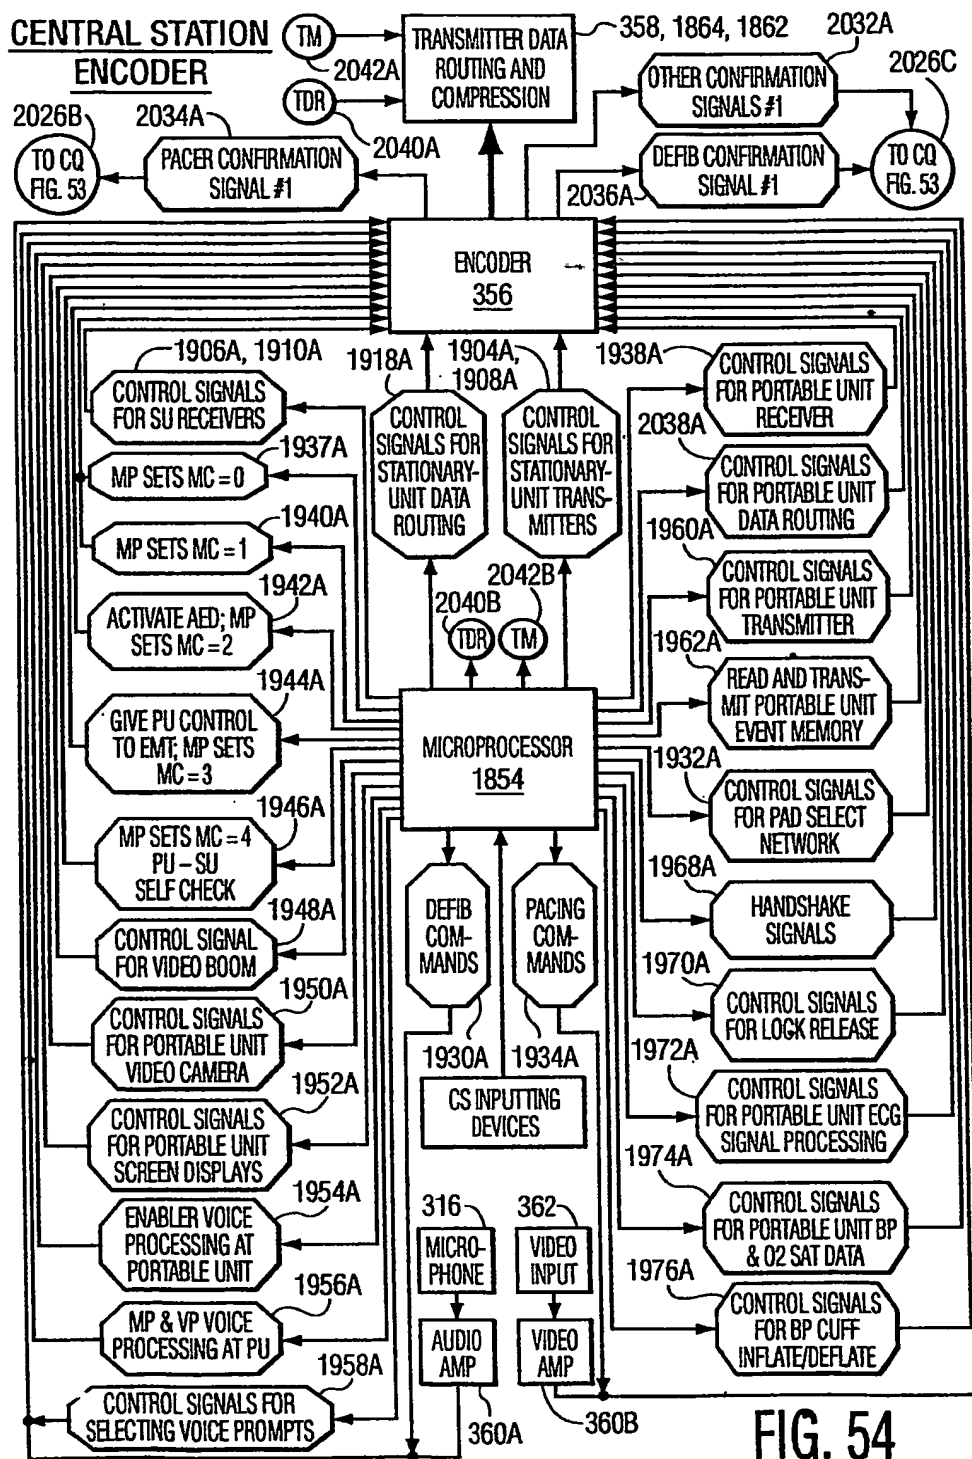 CENTRAL STATION
ENCODER
TM
2042A
TDR
2040A
TRANSMITTER DATA
ROUTING AND
COMPRESSION
358, 1864, 1862
2032A
OTHER CONFIRMATION
SIGNALS #1
2026C
TO CQ
FIG. 53
DEFIB CONFIRMATION
SIGNAL #1
2036A
2026B
TO CQ
FIG. 53
2034A
PACER CONFIRMATION
SIGNAL #1
ENCODER
356
1906A, 1910A
CONTROL SIGNALS
FOR SU RECEIVERS
1937A
MP SETS MC = 0
1940A
MP SETS MC = 1
1942A
ACTIVATE AED; MP
SETS MC = 2
1944A
GIVE PU CONTROL
TO EMT; MP SETS
MC = 3
1946A
MP SETS MC = 4
PU – SU
SELF CHECK
1948A
CONTROL SIGNAL
FOR VIDEO BOOM
1950A
CONTROL SIGNALS
FOR PORTABLE UNIT
VIDEO CAMERA
1952A
CONTROL SIGNALS
FOR PORTABLE UNIT
SCREEN DISPLAYS
1954A
ENABLER VOICE
PROCESSING AT
PORTABLE UNIT
1956A
MP & VP VOICE
PROCESSING AT PU
1958A
CONTROL SIGNALS FOR
SELECTING VOICE PROMPTS
1918A
CONTROL
SIGNALS FOR
STATIONARY-
UNIT DATA
ROUTING
1904A,
1908A
CONTROL
SIGNALS FOR
STATIONARY-
UNIT TRANS-
MITTERS
2040B
TDR
2042B
TM
MICROPROCESSOR
1854
DEFIB
COM-
MANDS
1930A
PACING
COM-
MANDS
1934A
CS INPUTTING
DEVICES
316
MICRO-
PHONE
AUDIO
AMP
360A
362
VIDEO
INPUT
VIDEO
AMP
360B
1938A
CONTROL SIGNALS
FOR PORTABLE UNIT
RECEIVER
2038A
CONTROL SIGNALS
FOR PORTABLE UNIT
DATA ROUTING
1960A
CONTROL SIGNALS
FOR PORTABLE UNIT
TRANSMITTER
1962A
READ AND TRANS-
MIT PORTABLE UNIT
EVENT MEMORY
1932A
CONTROL SIGNALS
FOR PAD SELECT
NETWORK
1968A
HANDSHAKE
SIGNALS
1970A
CONTROL SIGNALS
FOR LOCK RELEASE
1972A
CONTROL SIGNALS
FOR PORTABLE UNIT ECG
SIGNAL PROCESSING
1974A
CONTROL SIGNALS
FOR PORTABLE UNIT BP
& O2 SAT DATA
1976A
CONTROL SIGNALS
FOR BP CUFF
INFLATE/DEFLATE
FIG. 54